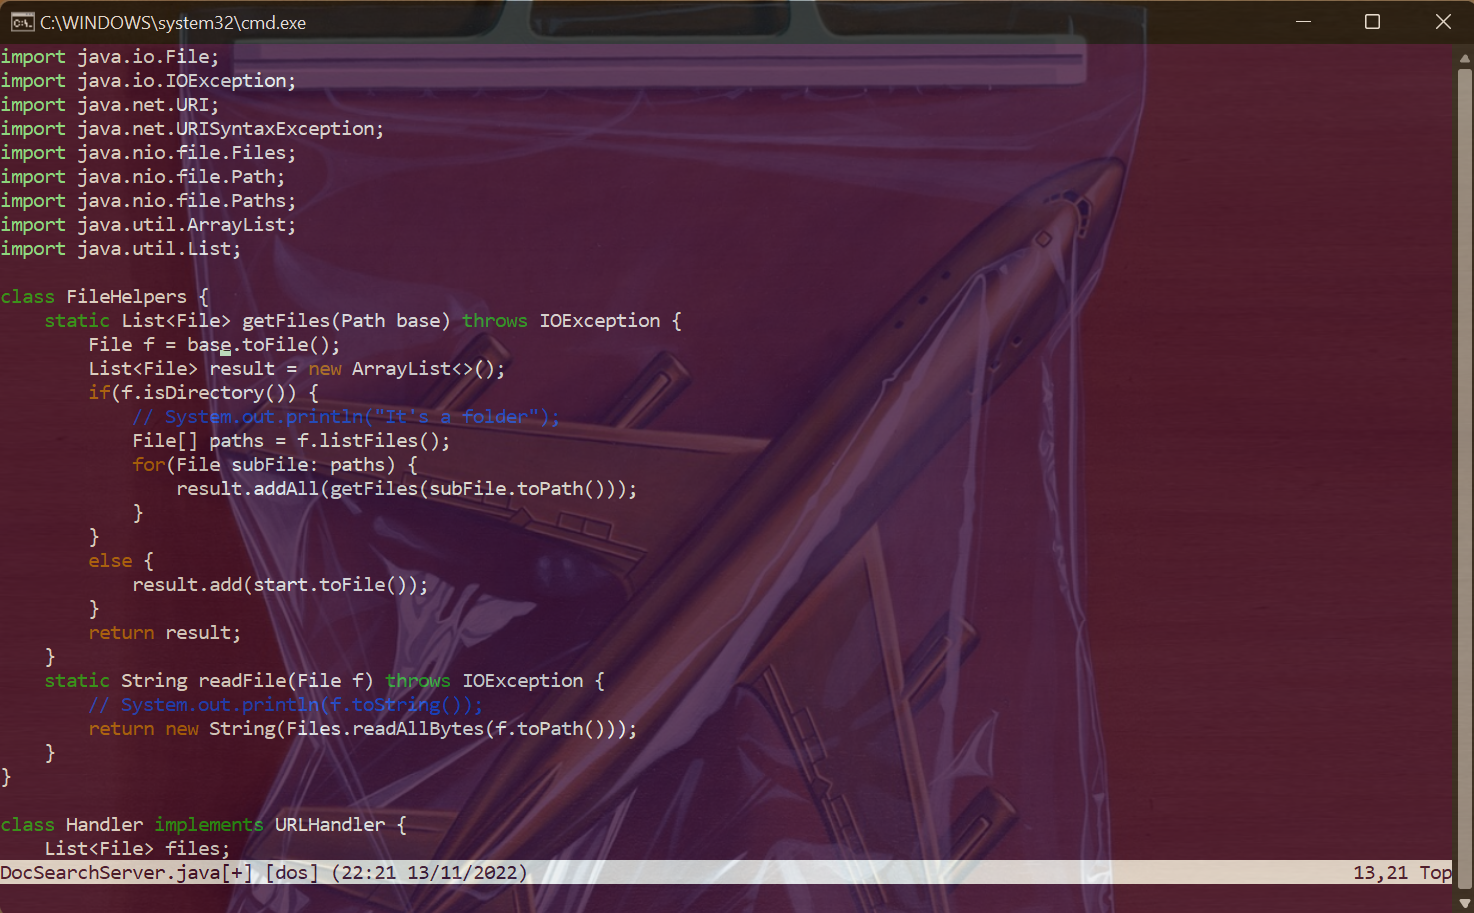 C:\WINDOWS\system32\cmd.exe
import java.io.File;
import java.io.IOException;
import java.net.URI;
import java.net.URISyntaxException;
import java.nio.file.Files;
import java.nio.file.Path;
import java.nio.file.Paths;
import java.util.ArrayList;
import java.util.List;

class FileHelpers {
    static List<File> getFiles(Path base) throws IOException {
        File f = base.toFile();
        List<File> result = new ArrayList<>();
        if(f.isDirectory()) {
            // System.out.println("It's a folder");
            File[] paths = f.listFiles();
            for(File subFile: paths) {
                result.addAll(getFiles(subFile.toPath()));
            }
        }
        else {
            result.add(start.toFile());
        }
        return result;
    }
    static String readFile(File f) throws IOException {
        // System.out.println(f.toString());
        return new String(Files.readAllBytes(f.toPath()));
    }
}

class Handler implements URLHandler {
    List<File> files;
DocSearchServer.java[+] [dos] (22:21 13/11/2022) 13,21 Top